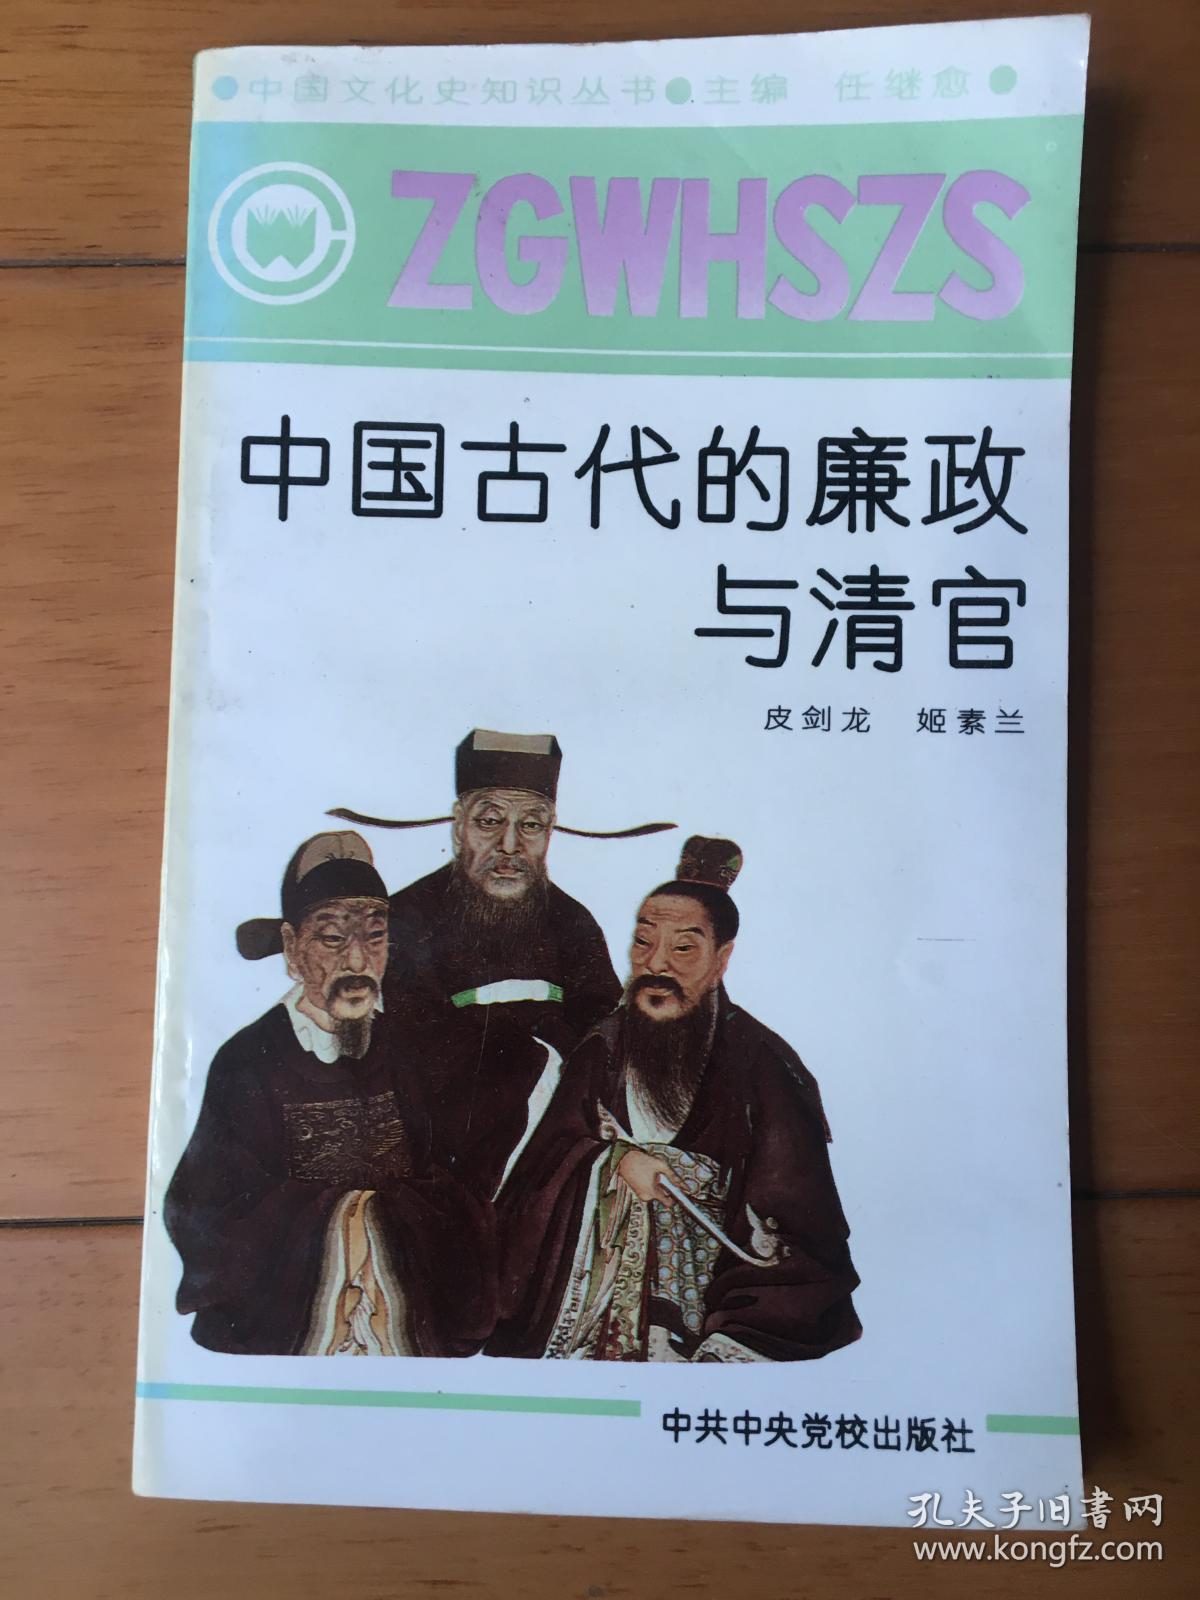 ●中国文化史知识丛书●主编 任继愈●
ZGWHSZS
中国古代的廉政
与清官
皮剑龙 姬素兰
中共中央党校出版社
孔夫子旧书网
www.kongfz.com